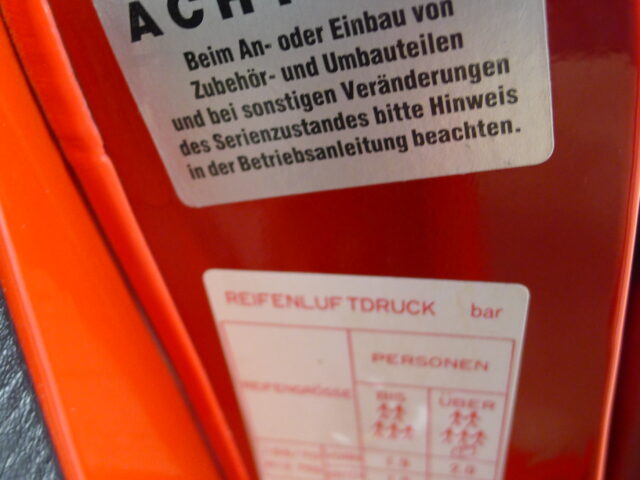 Beim An- oder Einbau von
Zubehör- und Umbauteilen
und bei sonstigen Veränderungen
des Serienzustandes bitte Hinweis
in der Betriebsanleitung beachten.
REIFENLUFTDRUCK bar
PERSONEN
REIFENGRÖSSE
BIS ÜBER